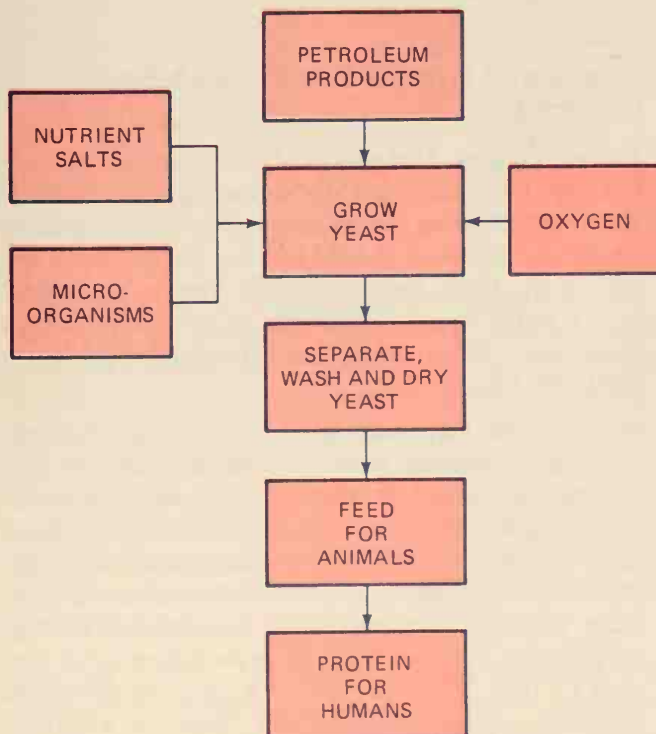 PETROLEUM
PRODUCTS
NUTRIENT
SALTS
GROW
YEAST
OXYGEN
MICRO-
ORGANISMS
SEPARATE,
WASH AND DRY
YEAST
FEED
FOR
ANIMALS
PROTEIN
FOR
HUMANS